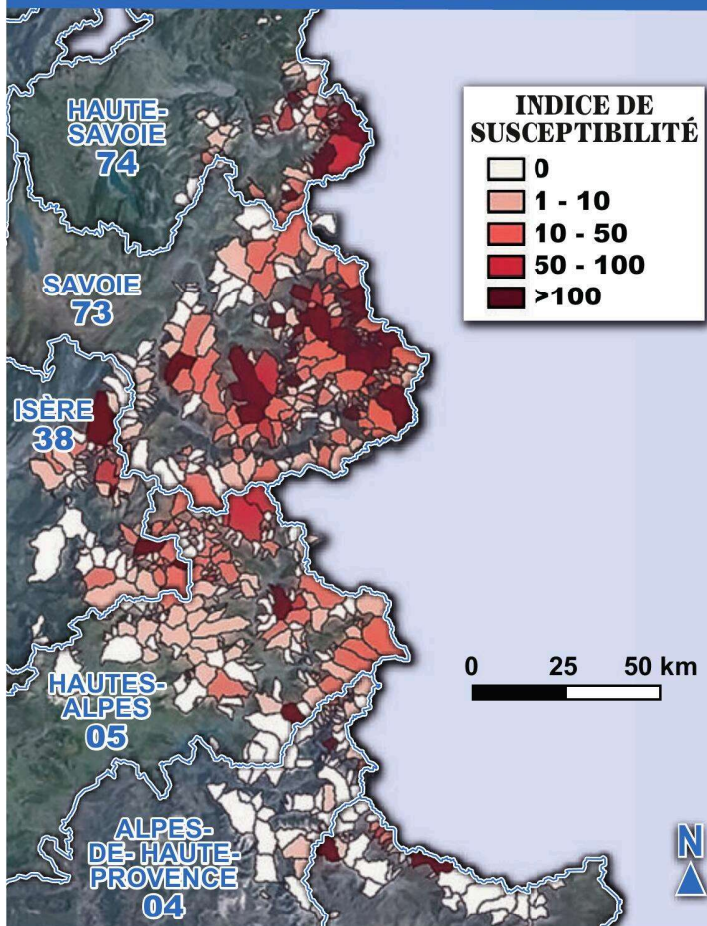 HAUTE-
SAVOIE
74
SAVOIE
73
ISÈRE
38
HAUTES-
ALPES
05
ALPES-
DE- HAUTE-
PROVENCE
04
INDICE DE
SUSCEPTIBILITÉ
0
1 - 10
10 - 50
50 - 100
>100
0 25 50 km
N